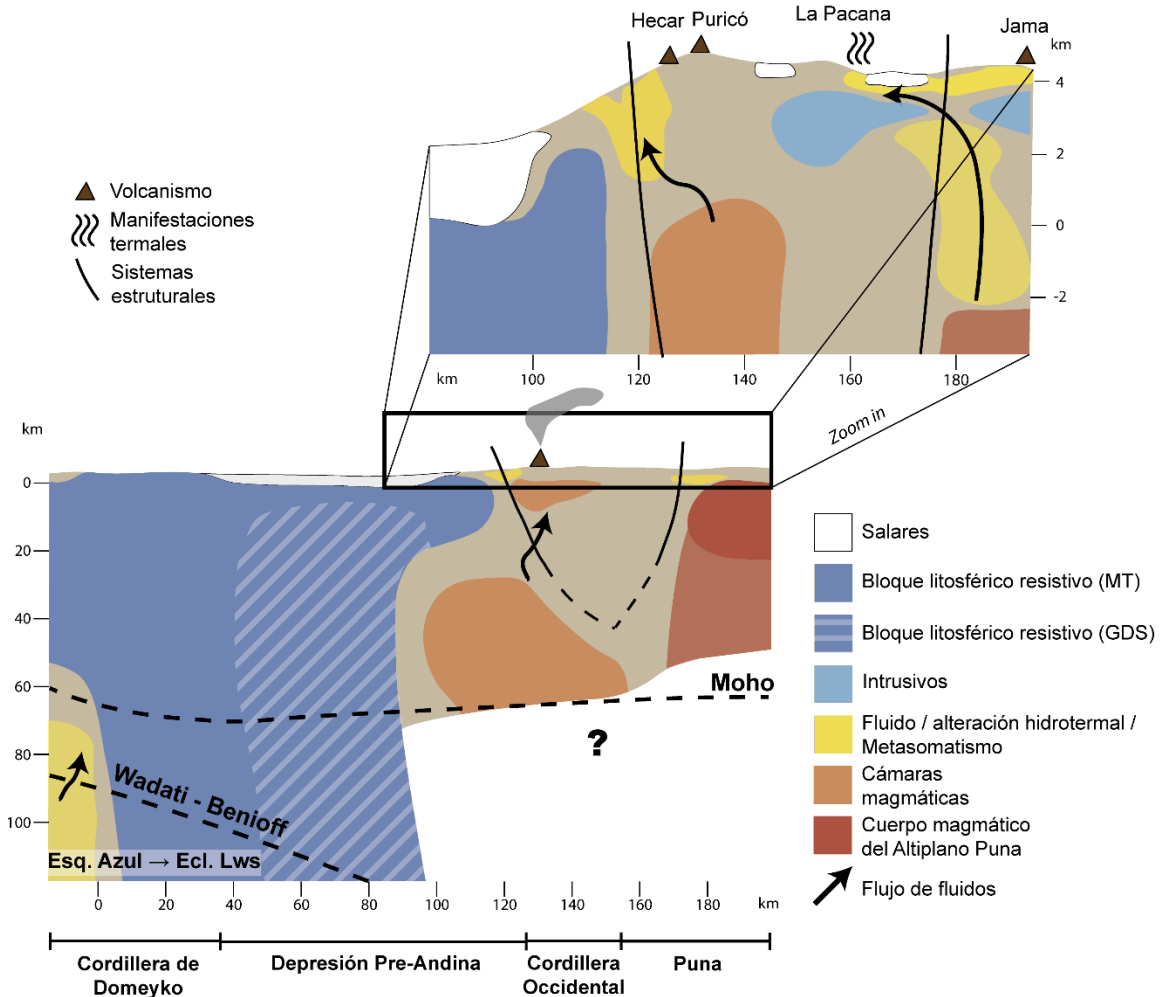 Hecar Puricó
La Pacana
Jama
km
4
2
0
-2
km
100
120
140
160
180
Volcanismo
Manifestaciones
termales
Sistemas
estruturales
Zoom in
km
0
20
40
60
80
100
Moho
?
Wadati - Benioff
Esq. Azul → Ecl. Lws
0
20
40
60
80
100
120
140
160
180
km
Cordillera de
Domeyko
Depresión Pre-Andina
Cordillera
Occidental
Puna
Salares
Bloque litosférico resistivo (MT)
Bloque litosférico resistivo (GDS)
Intrusivos
Fluido / alteración hidrotermal /
Metasomatismo
Cámaras
magmáticas
Cuerpo magmático
del Altiplano Puna
Flujo de fluidos